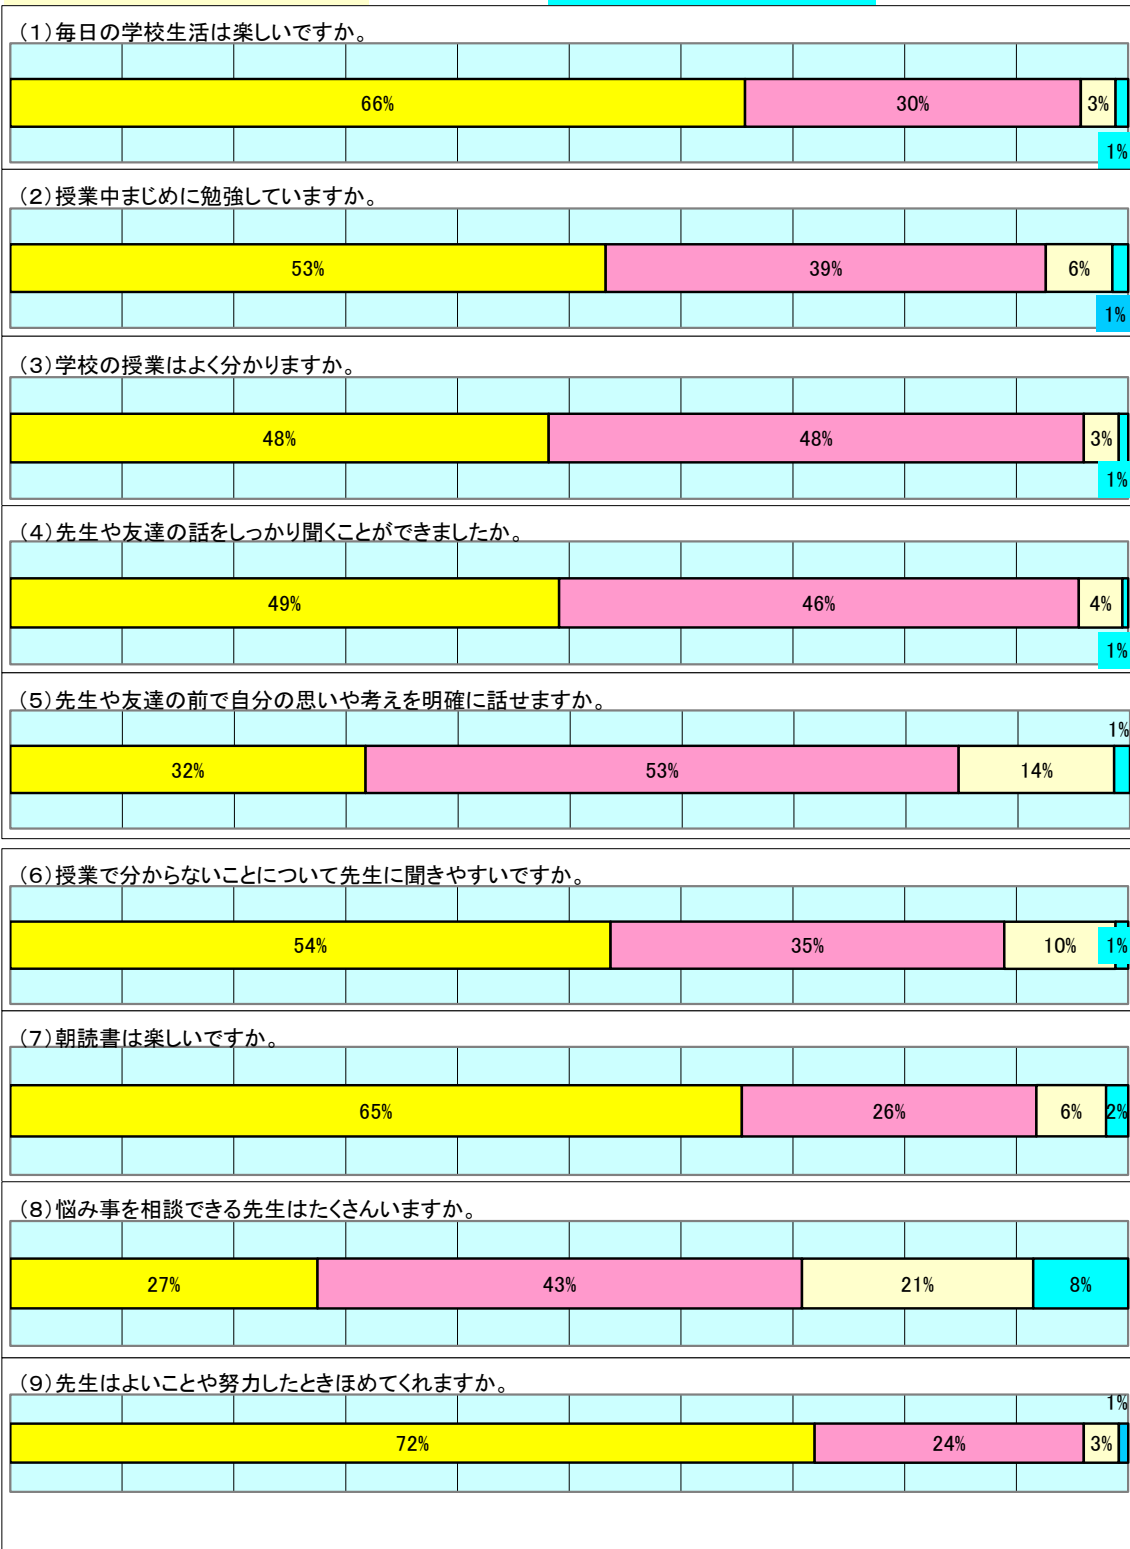 (１)毎日の学校生活は楽しいですか。
66% 30% 3%
1%
(２)授業中まじめに勉強していますか。
53% 39% 6%
1%
(３)学校の授業はよく分かりますか。
48% 48% 3%
1%
(４)先生や友達の話をしっかり聞くことができましたか。
49% 46% 4%
1%
(５)先生や友達の前で自分の思いや考えを明確に話せますか。
1%
32% 53% 14%
(６)授業で分からないことについて先生に聞きやすいですか。
54% 35% 10% 1%
(７)朝読書は楽しいですか。
65% 26% 6% 2%
(８)悩み事を相談できる先生はたくさんいますか。
27% 43% 21% 8%
(９)先生はよいことや努力したときほめてくれますか。
1%
72% 24% 3%